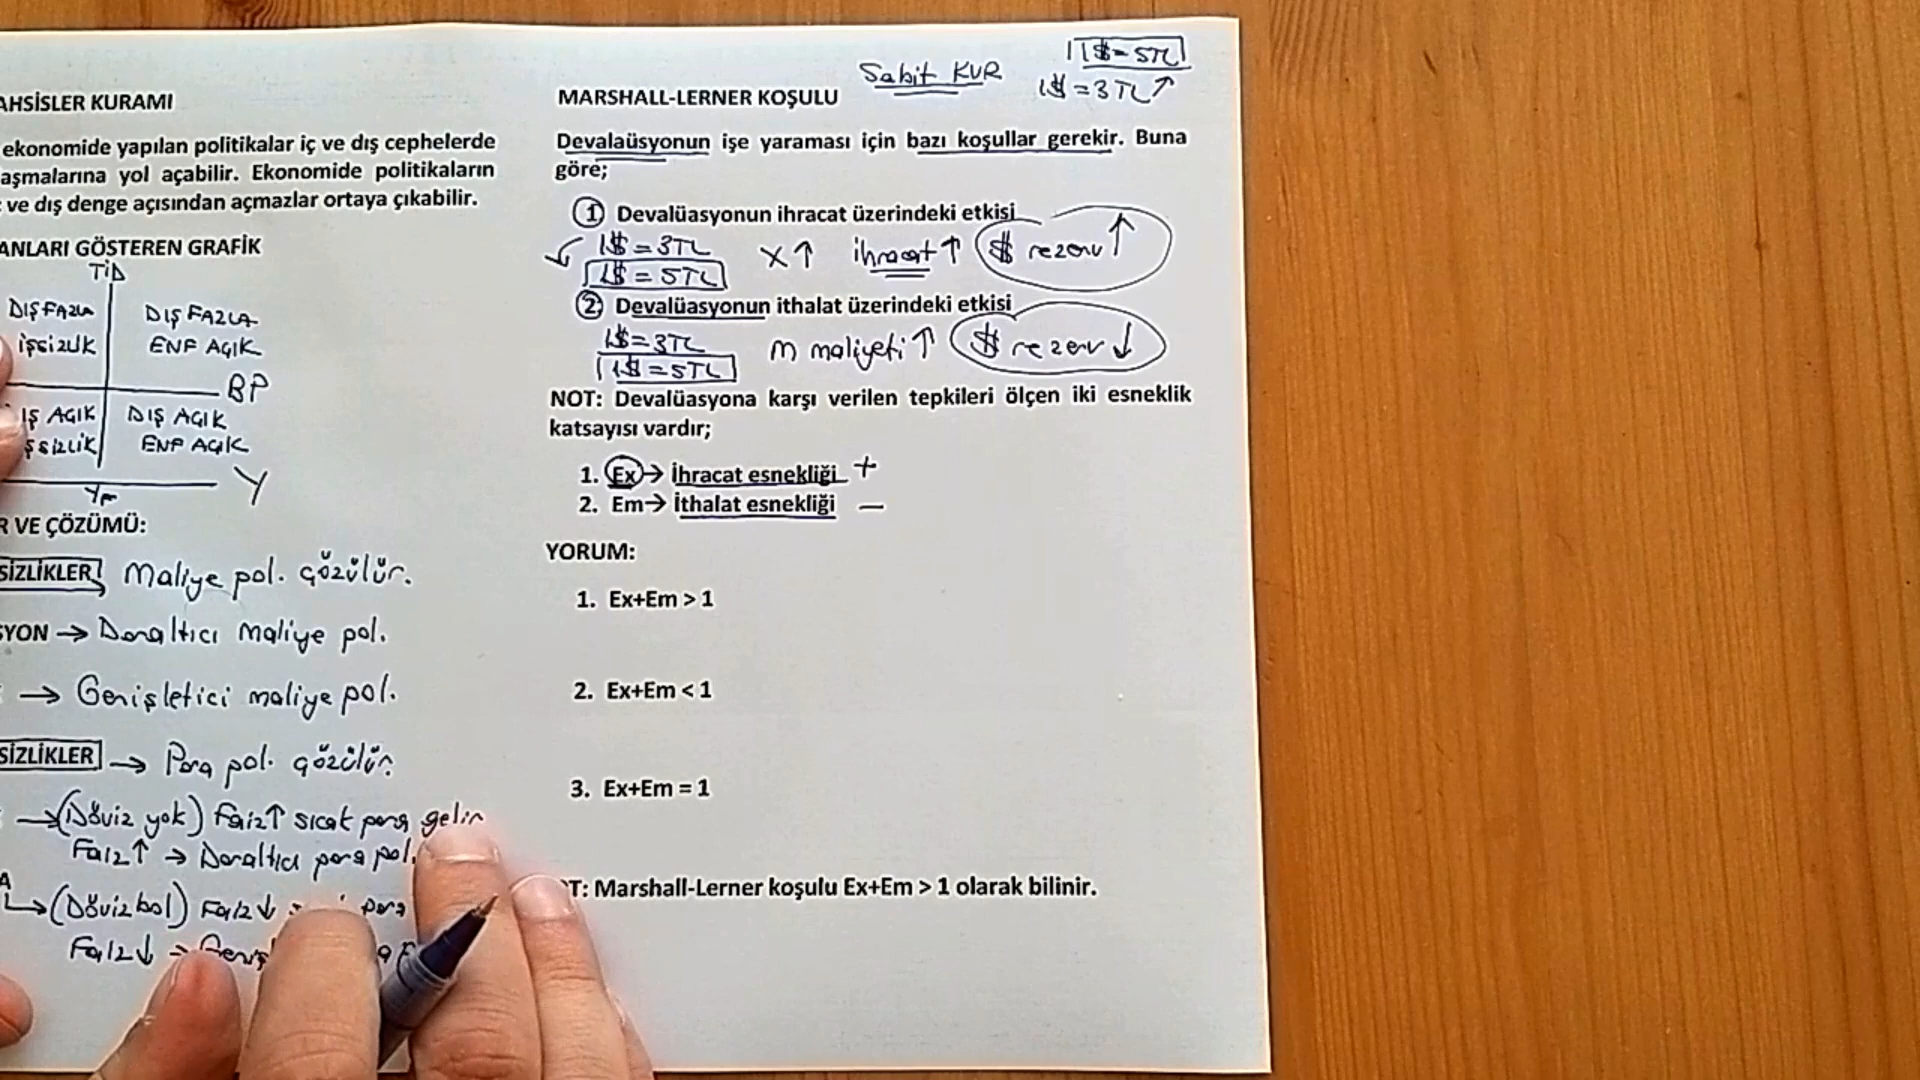 AHSİSLER KURAMI
ekonomide yapılan politikalar iç ve dış cephelerde
aşmalarına yol açabilir. Ekonomide politikaların
ve dış denge açısından açmazlar ortaya çıkabilir.
ANLARI GÖSTEREN GRAFİK
TİD
DIŞ FAZLA
İŞSİZLİK
DIŞ FAZLA
ENF AÇIK
BP
IŞ AÇIK
ŞSİZLİK
DIŞ AÇIK
ENF AÇIK
Y
YF
R VE ÇÖZÜMÜ:
SİZLİKLER Maliye pol. çözülür.
SYON → Daraltıcı maliye pol.
→ Genişletici maliye pol.
SİZLİKLER → Para pol. çözülür.
→ (Döviz yok) Faiz↑ sıcak para gelir
Faiz↑ → Daraltıcı para pol.
A
→ (Döviz bol) Faiz↓ para
Faiz↓ →
Sabit KUR
1$ = 5TL
1$ = 3TL↑
MARSHALL-LERNER KOŞULU
Devalaüsyonun işe yaraması için bazı koşullar gerekir. Buna
göre;
1 Devalüasyonun ihracat üzerindeki etkisi
1$ = 3TL X↑ ihracat↑ $ rezerv↑
1$ = 5TL
2 Devalüasyonun ithalat üzerindeki etkisi
1$ = 3TL m maliyeti↑ $ rezerv↓
1$ = 5TL
NOT: Devalüasyona karşı verilen tepkileri ölçen iki esneklik
katsayısı vardır;
1. Ex→ İhracat esnekliği +
2. Em→ İthalat esnekliği —
YORUM:
1. Ex+Em > 1
2. Ex+Em < 1
3. Ex+Em = 1
T: Marshall-Lerner koşulu Ex+Em > 1 olarak bilinir.